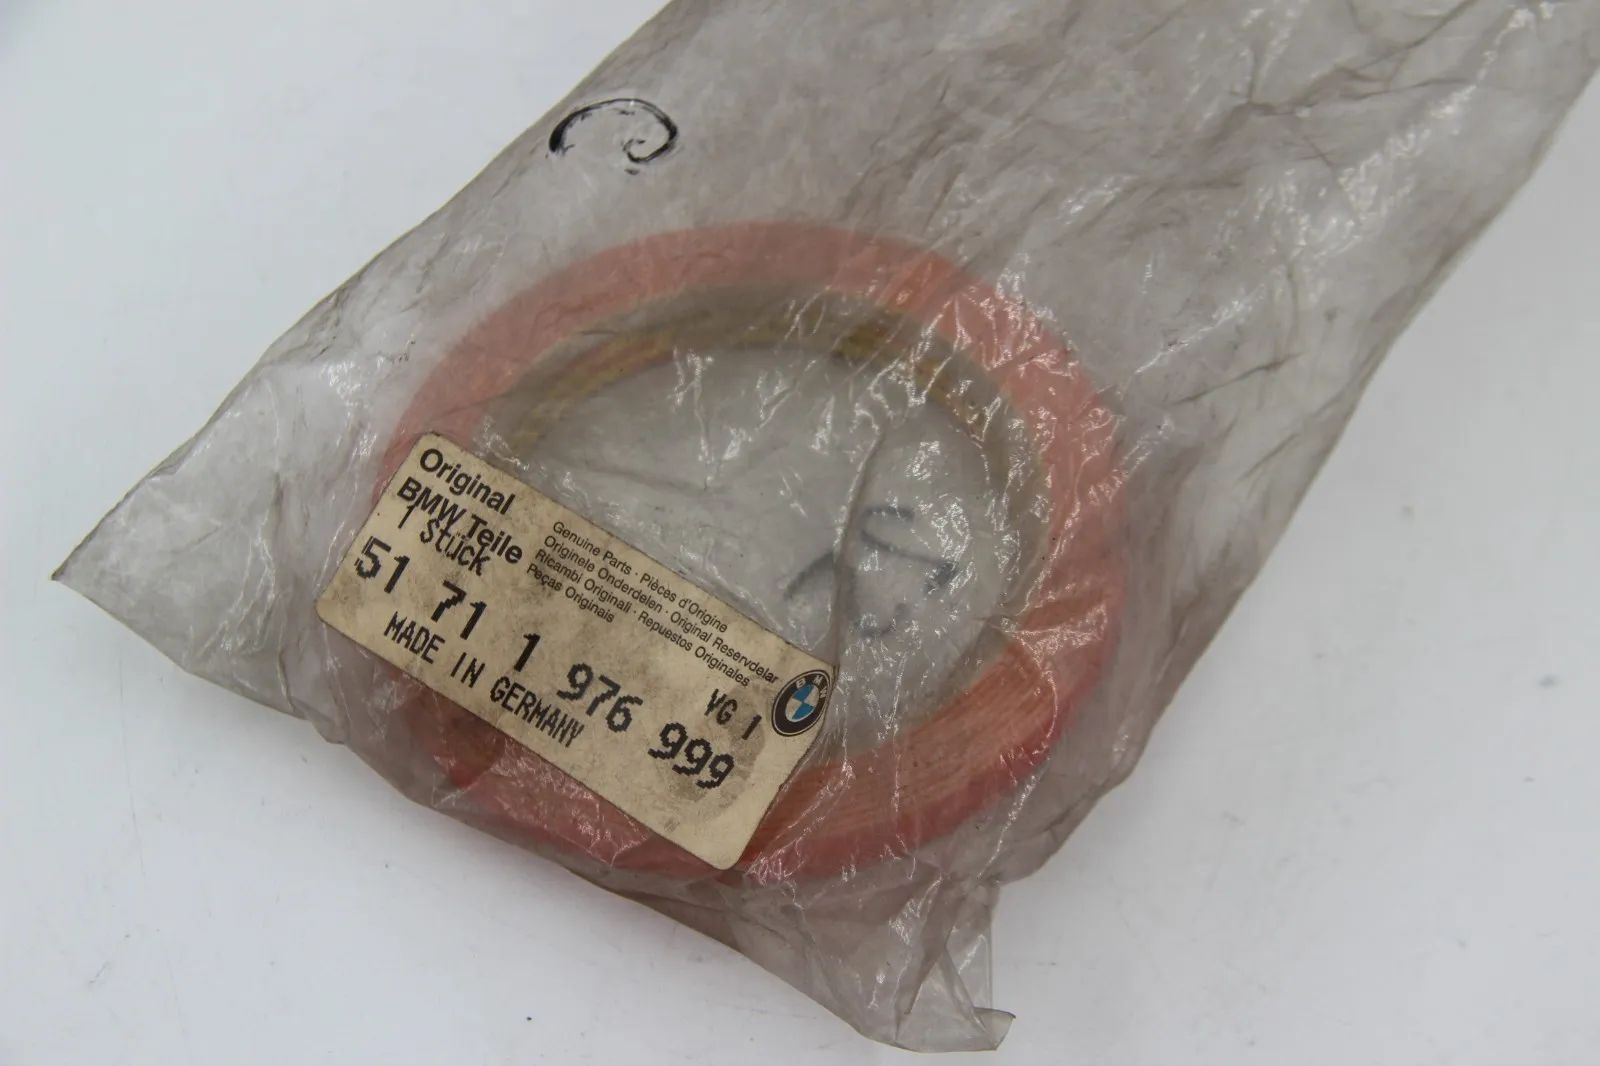 Original
BMW Teile
1 Stück
Genuine Parts · Pièces d'Origine
Originele Onderdelen · Original Reservdelar
Ricambi Originali · Repuestos Originales
Peças Originais
VG 1
51 71 1 976 999
MADE IN GERMANY
BMW